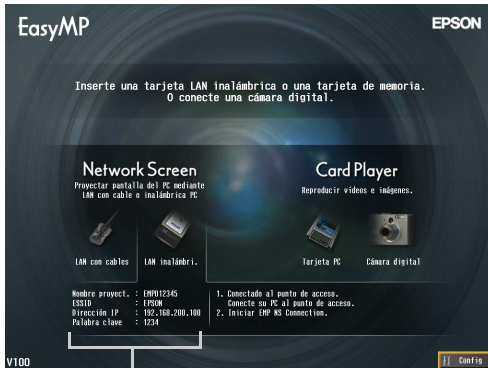 EasyMP
EPSON
Inserte una tarjeta LAN inalámbrica o una tarjeta de memoria.
O conecte una cámara digital.
Network Screen
Proyectar pantalla del PC mediante
LAN con cable o inalámbrica PC
Card Player
Reproducir vídeos e imágenes.
LAN con cables
LAN inalámbri.
Tarjeta PC
Cámara digital
Nombre proyect. : EMP012345
ESSID : EPSON
Dirección IP : 192.168.200.100
Palabra clave : 1234
1. Conectado al punto de acceso.
Conecte su PC al punto de acceso.
2. Iniciar EMP NS Connection.
V100
Config